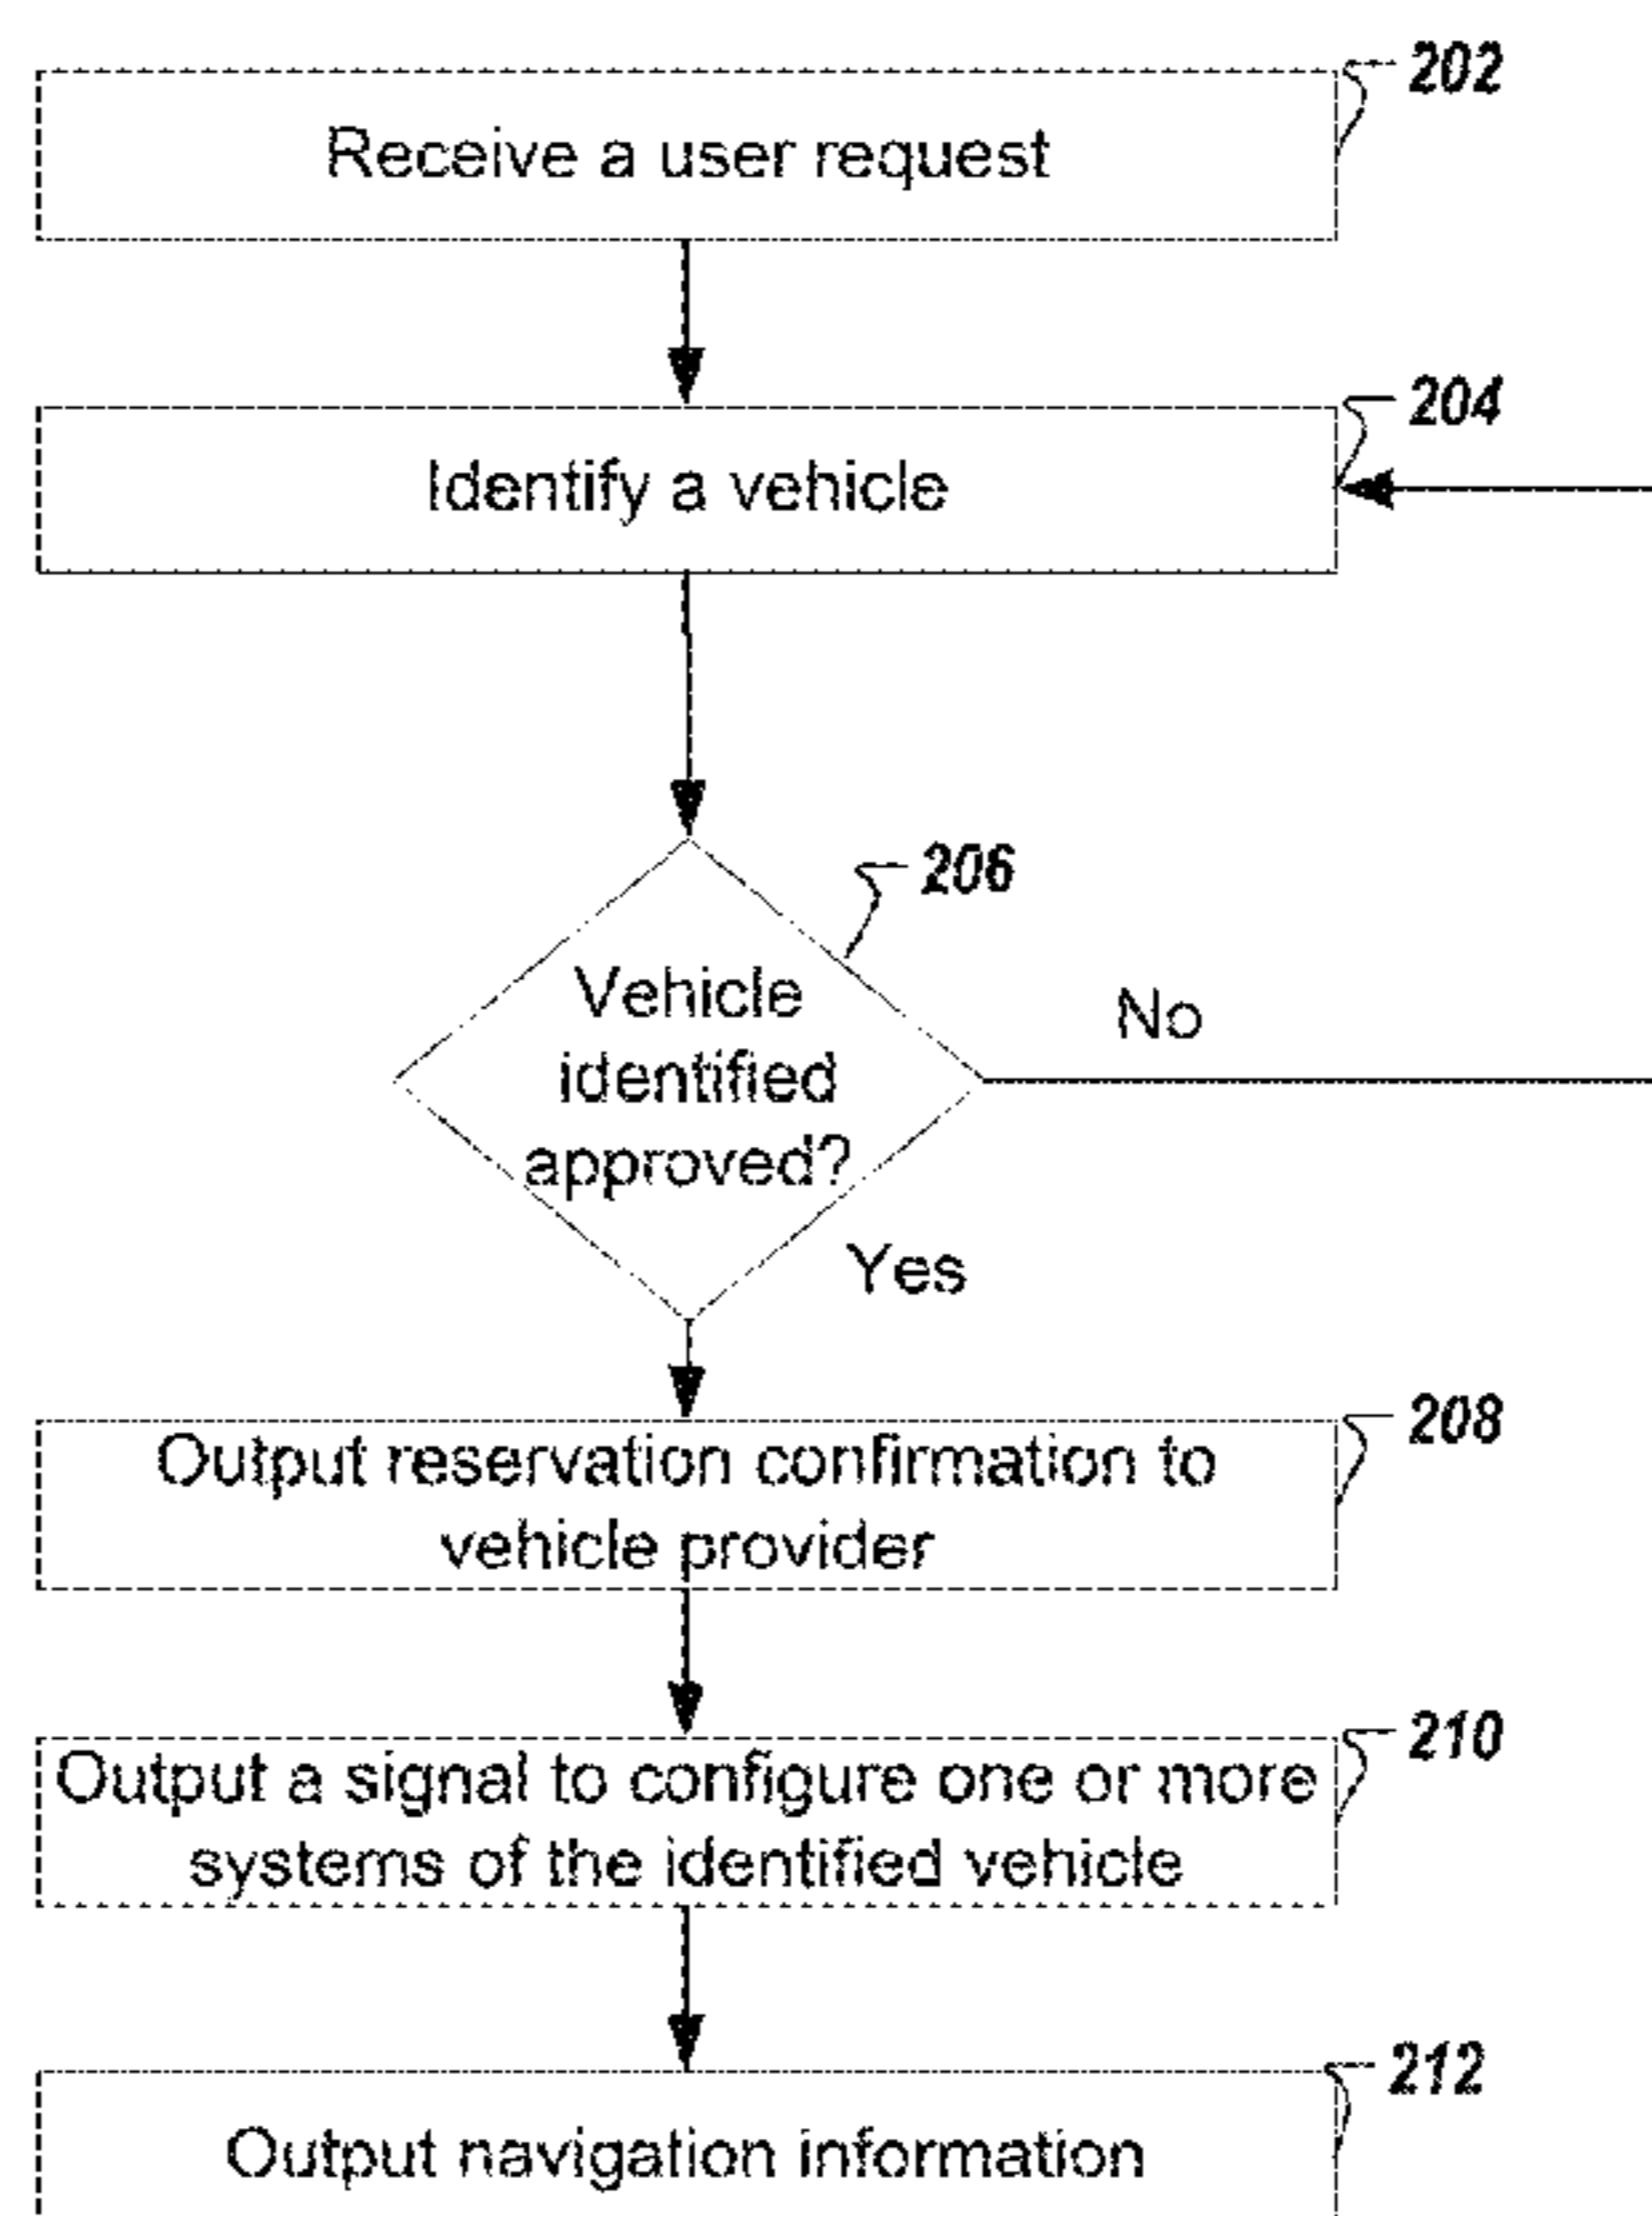 202
Receive a user request
204
Identify a vehicle
206
Vehicle
identified
approved?
No
Yes
208
Output reservation confirmation to
vehicle provider
210
Output a signal to configure one or more
systems of the identified vehicle
212
Output navigation information